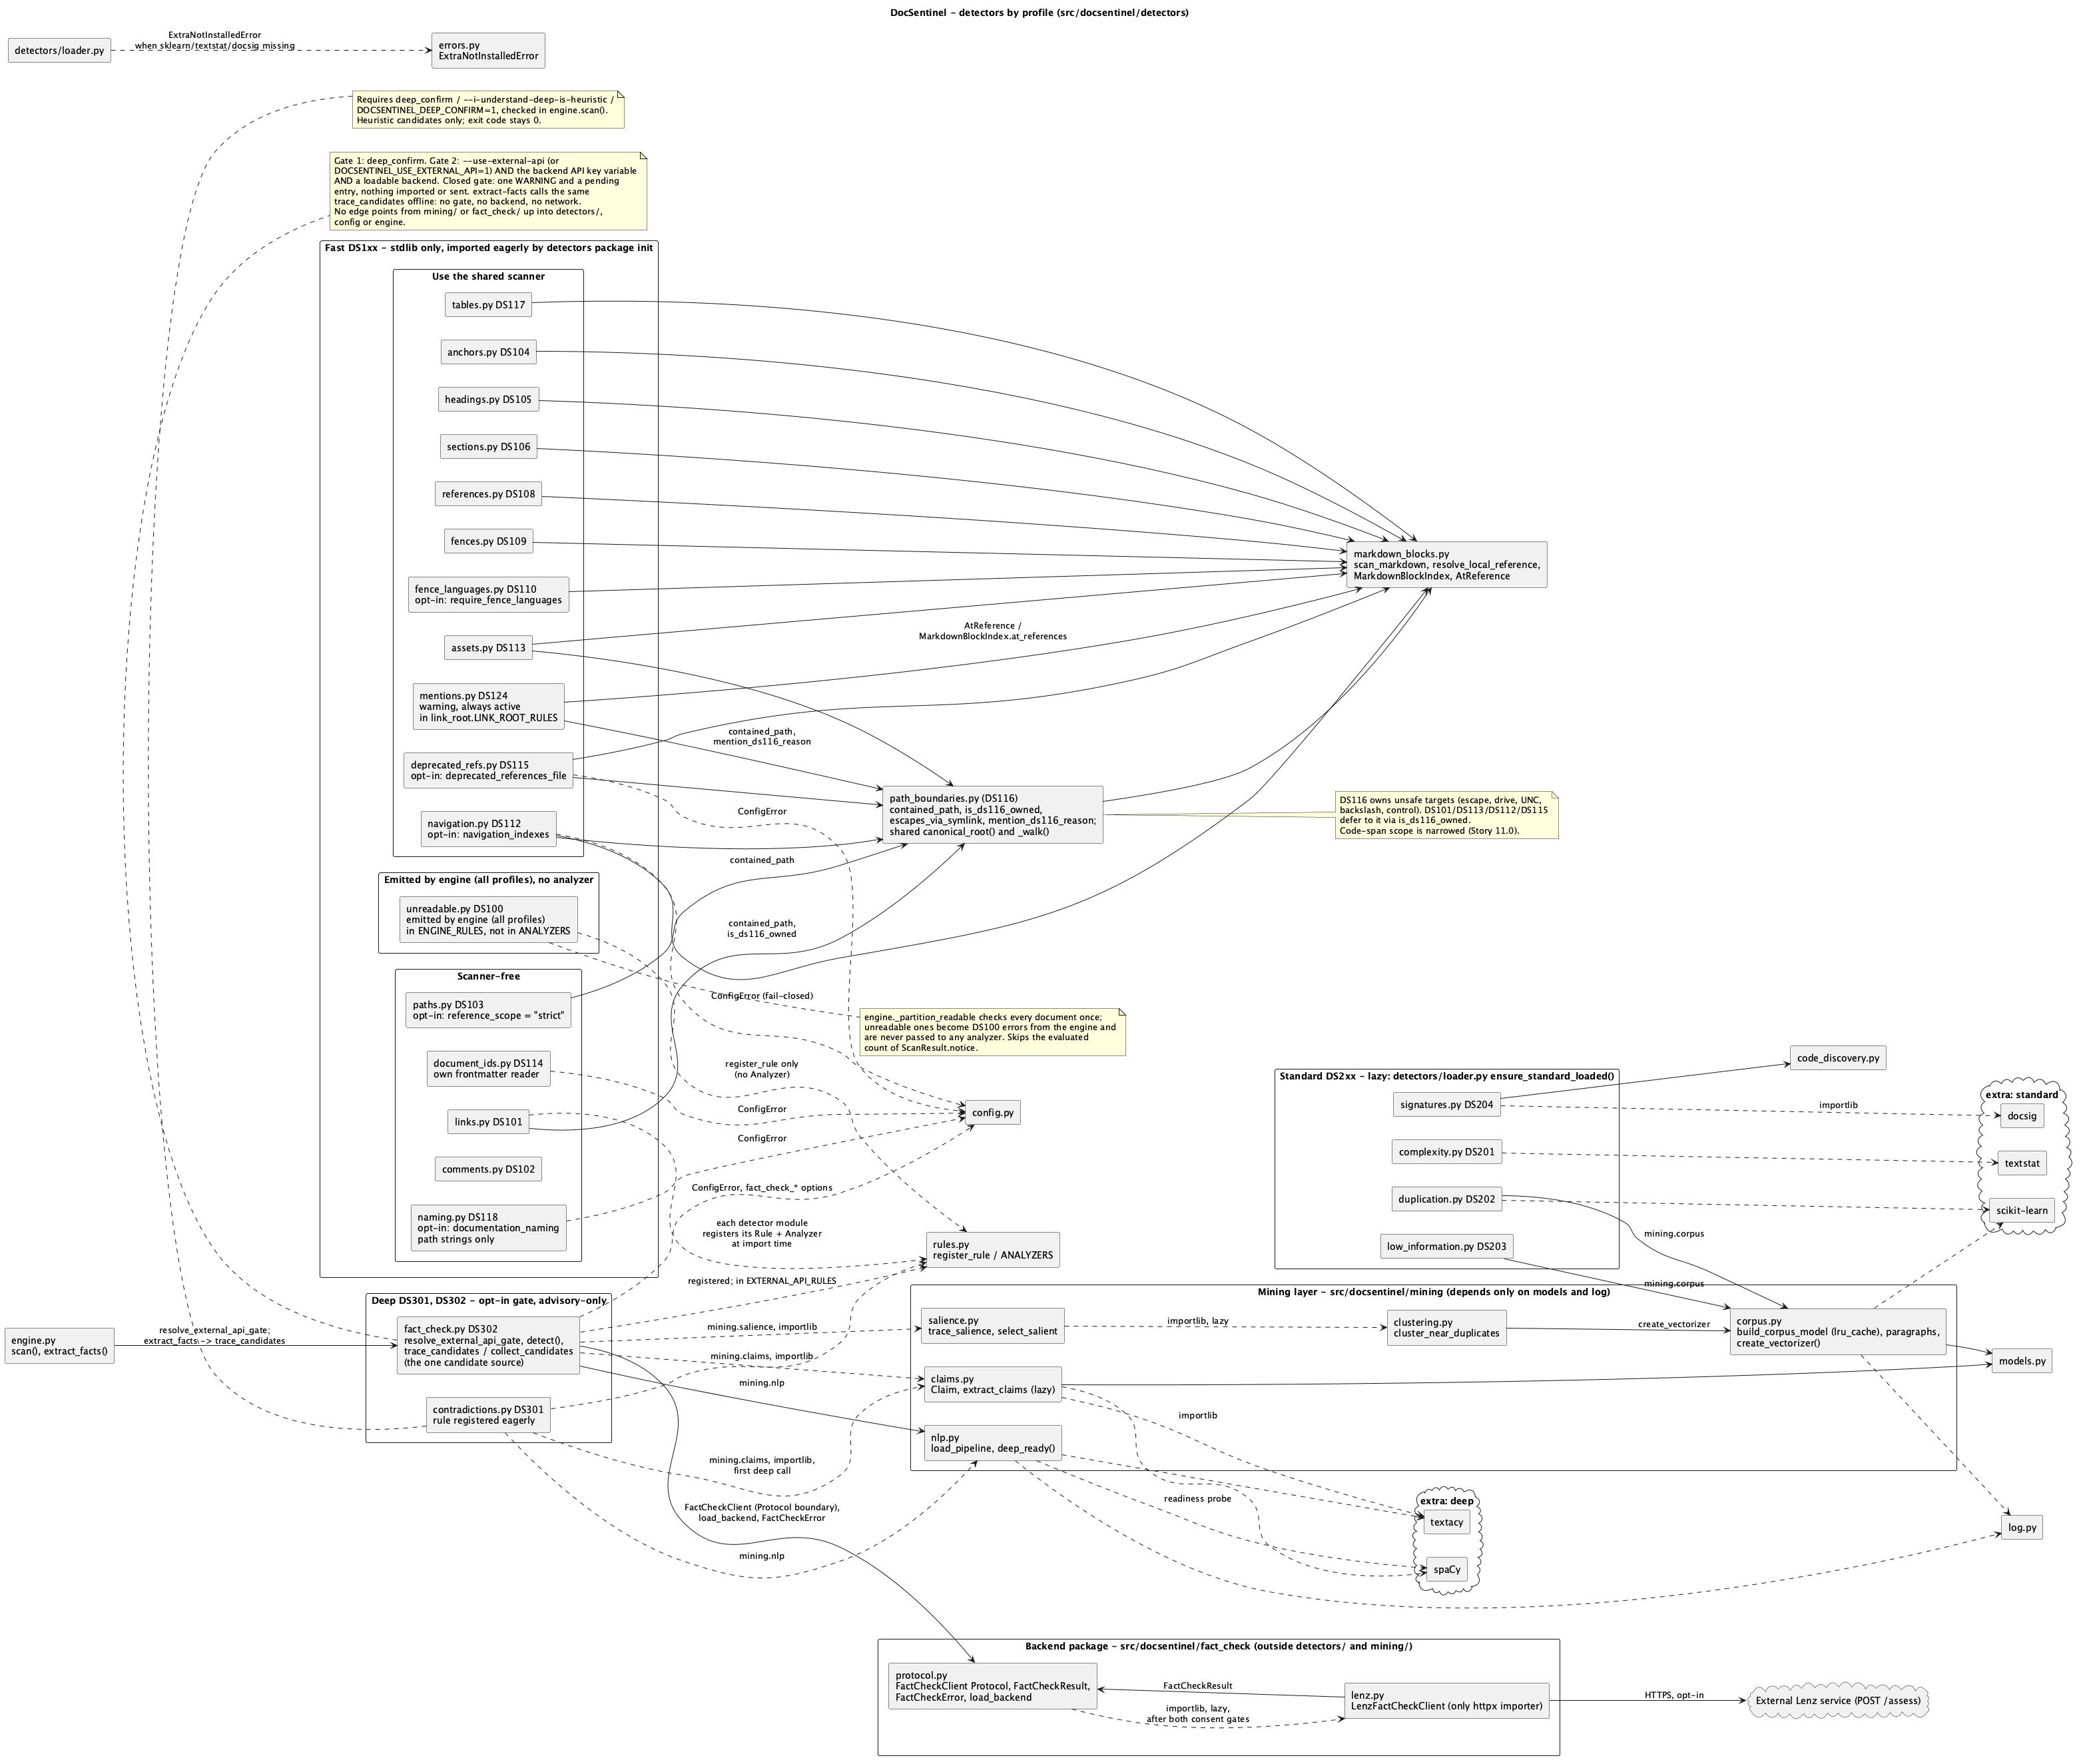 DocSentinel - detectors by profile (src/docsentinel/detectors)
detectors/loader.py
ExtraNotInstalledError
when sklearn/textstat/docsig missing
errors.py
ExtraNotInstalledError
Requires deep_confirm / --i-understand-deep-is-heuristic /
DOCSENTINEL_DEEP_CONFIRM=1, checked in engine.scan().
Heuristic candidates only; exit code stays 0.
Gate 1: deep_confirm. Gate 2: --use-external-api (or
DOCSENTINEL_USE_EXTERNAL_API=1) AND the backend API key variable
AND a loadable backend. Closed gate: one WARNING and a pending
entry, nothing imported or sent. extract-facts calls the same
trace_candidates offline: no gate, no backend, no network.
No edge points from mining/ or fact_check/ up into detectors/,
config or engine.
Fast DS1xx - stdlib only, imported eagerly by detectors package init
Use the shared scanner
tables.py DS117
anchors.py DS104
headings.py DS105
sections.py DS106
references.py DS108
fences.py DS109
fence_languages.py DS110
opt-in: require_fence_languages
assets.py DS113
mentions.py DS124
warning, always active
in link_root.LINK_ROOT_RULES
deprecated_refs.py DS115
opt-in: deprecated_references_file
navigation.py DS112
opt-in: navigation_indexes
markdown_blocks.py
scan_markdown, resolve_local_reference,
MarkdownBlockIndex, AtReference
AtReference /
MarkdownBlockIndex.at_references
contained_path,
mention_ds116_reason
path_boundaries.py (DS116)
contained_path, is_ds116_owned,
escapes_via_symlink, mention_ds116_reason;
shared canonical_root() and _walk()
DS116 owns unsafe targets (escape, drive, UNC,
backslash, control). DS101/DS113/DS112/DS115
defer to it via is_ds116_owned.
Code-span scope is narrowed (Story 11.0).
ConfigError
contained_path
contained_path,
is_ds116_owned
Emitted by engine (all profiles), no analyzer
unreadable.py DS100
emitted by engine (all profiles)
in ENGINE_RULES, not in ANALYZERS
Scanner-free
paths.py DS103
opt-in: reference_scope = "strict"
document_ids.py DS114
own frontmatter reader
links.py DS101
comments.py DS102
naming.py DS118
opt-in: documentation_naming
path strings only
ConfigError (fail-closed)
engine._partition_readable checks every document once;
unreadable ones become DS100 errors from the engine and
are never passed to any analyzer. Skips the evaluated
count of ScanResult.notice.
register_rule only
(no Analyzer)
ConfigError
ConfigError
config.py
ConfigError, fact_check_* options
each detector module
registers its Rule + Analyzer
at import time
rules.py
register_rule / ANALYZERS
registered; in EXTERNAL_API_RULES
Standard DS2xx - lazy: detectors/loader.py ensure_standard_loaded()
signatures.py DS204
complexity.py DS201
duplication.py DS202
low_information.py DS203
code_discovery.py
importlib
extra: standard
docsig
textstat
scikit-learn
mining.corpus
mining.corpus
Deep DS301, DS302 - opt-in gate, advisory-only
engine.py
scan(), extract_facts()
resolve_external_api_gate;
extract_facts -> trace_candidates
fact_check.py DS302
resolve_external_api_gate, detect(),
trace_candidates / collect_candidates
(the one candidate source)
contradictions.py DS301
rule registered eagerly
mining.salience, importlib
mining.claims, importlib
mining.nlp
mining.claims, importlib,
first deep call
FactCheckClient (Protocol boundary),
load_backend, FactCheckError
mining.nlp
Mining layer - src/docsentinel/mining (depends only on models and log)
salience.py
trace_salience, select_salient
importlib, lazy
clustering.py
cluster_near_duplicates
create_vectorizer
corpus.py
build_corpus_model (lru_cache), paragraphs,
create_vectorizer()
claims.py
Claim, extract_claims (lazy)
nlp.py
load_pipeline, deep_ready()
models.py
importlib
readiness probe
extra: deep
textacy
spaCy
log.py
Backend package - src/docsentinel/fact_check (outside detectors/ and mining/)
protocol.py
FactCheckClient Protocol, FactCheckResult,
FactCheckError, load_backend
FactCheckResult
importlib, lazy,
after both consent gates
lenz.py
LenzFactCheckClient (only httpx importer)
HTTPS, opt-in
External Lenz service (POST /assess)